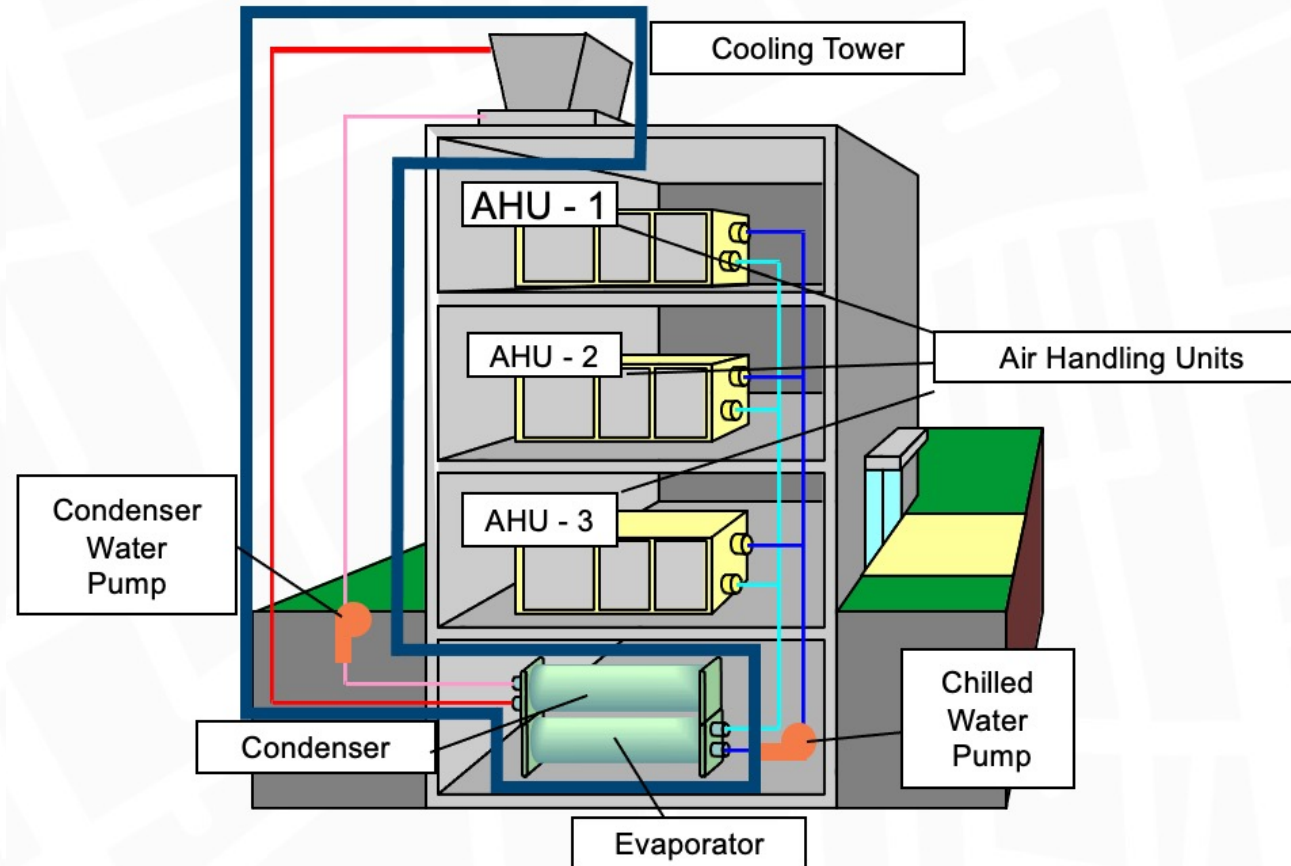 Cooling Tower
AHU - 1
AHU - 2
Air Handling Units
AHU - 3
Condenser
Water
Pump
Chilled
Water
Pump
Condenser
Evaporator